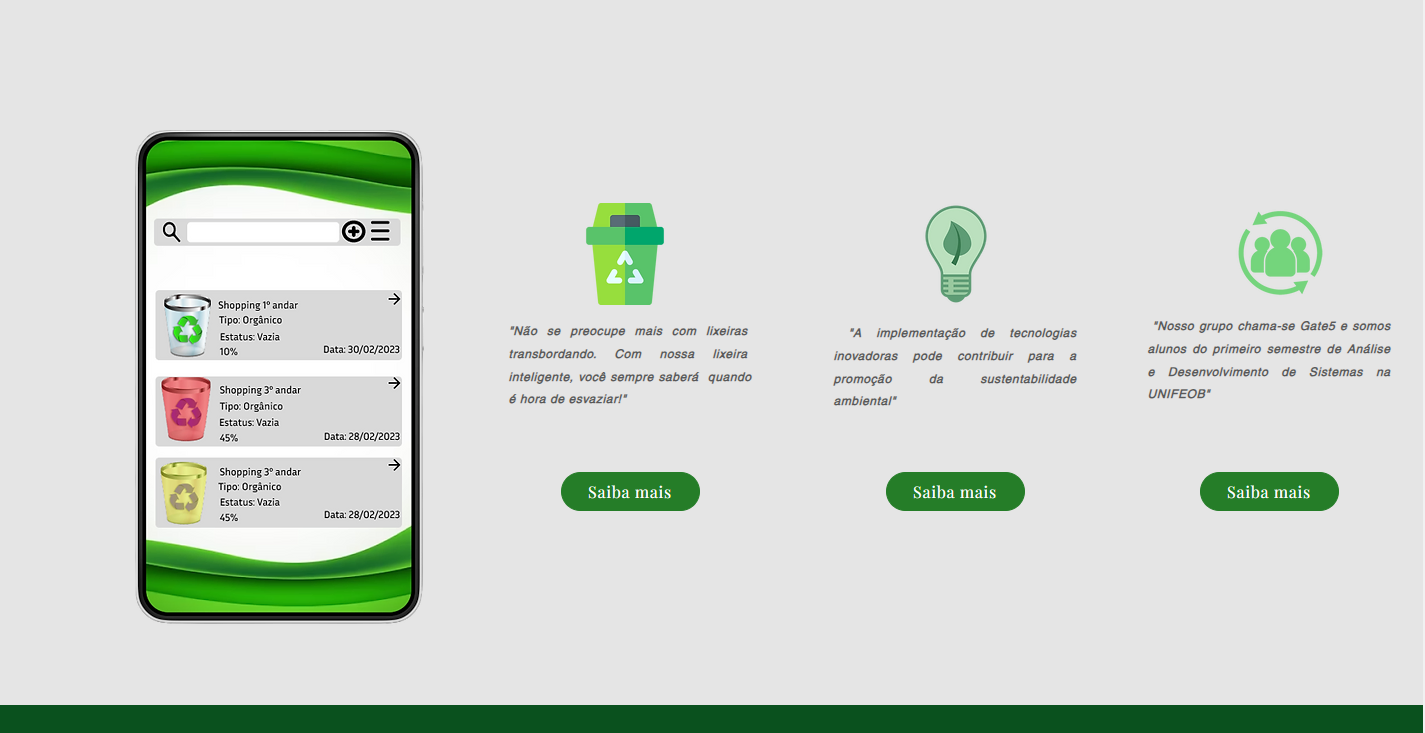 Shopping 1º andar
Tipo: Orgânico
Estatus: Vazia
10%
Data: 30/02/2023
Shopping 3º andar
Tipo: Orgânico
Estatus: Vazia
45%
Data: 28/02/2023
Shopping 3º andar
Tipo: Orgânico
Estatus: Vazia
45%
Data: 28/02/2023
"Não se preocupe mais com lixeiras
transbordando. Com nossa lixeira
inteligente, você sempre saberá quando
é hora de esvaziar!"
Saiba mais
"A implementação de tecnologias
inovadoras pode contribuir para a
promoção da sustentabilidade
ambiental"
Saiba mais
"Nosso grupo chama-se Gate5 e somos
alunos do primeiro semestre de Análise
e Desenvolvimento de Sistemas na
UNIFEOB"
Saiba mais